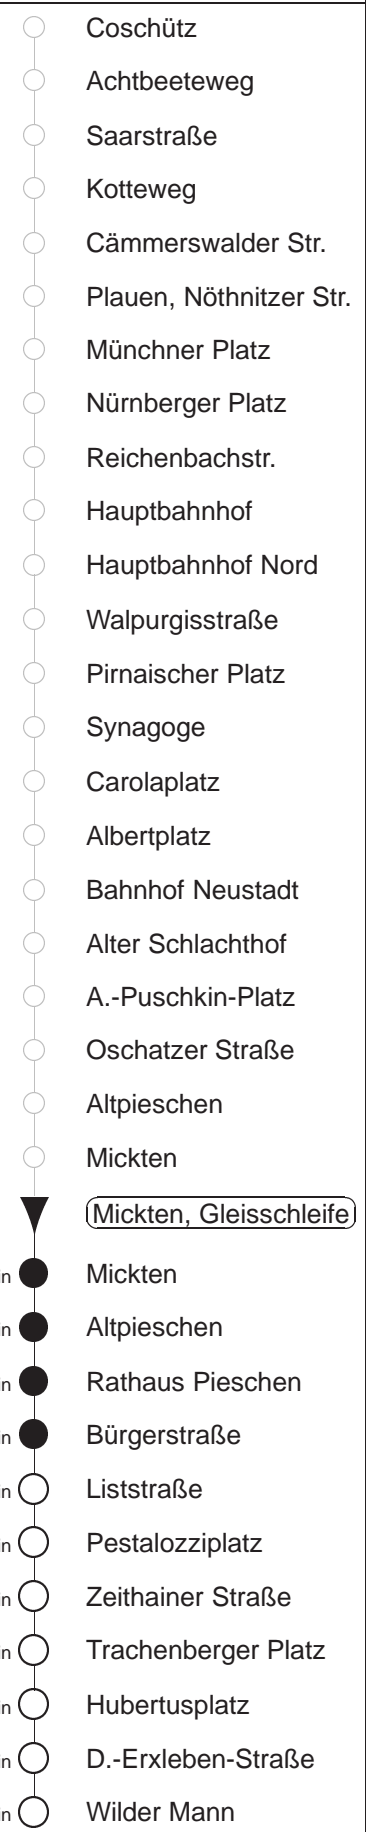 Coschütz
Achtbeeteweg
Saarstraße
Kotteweg
Cämmerswalder Str.
Plauen, Nöthnitzer Str.
Münchner Platz
Nürnberger Platz
Reichenbachstr.
Hauptbahnhof
Hauptbahnhof Nord
Walpurgisstraße
Pirnaischer Platz
Synagoge
Carolaplatz
Albertplatz
Bahnhof Neustadt
Alter Schlachthof
A.-Puschkin-Platz
Oschatzer Straße
Altpieschen
Mickten
Mickten, Gleisschleife
Mickten
Altpieschen
Rathaus Pieschen
Bürgerstraße
Liststraße
Pestalozziplatz
Zeithainer Straße
Trachenberger Platz
Hubertusplatz
D.-Erxleben-Straße
Wilder Mann